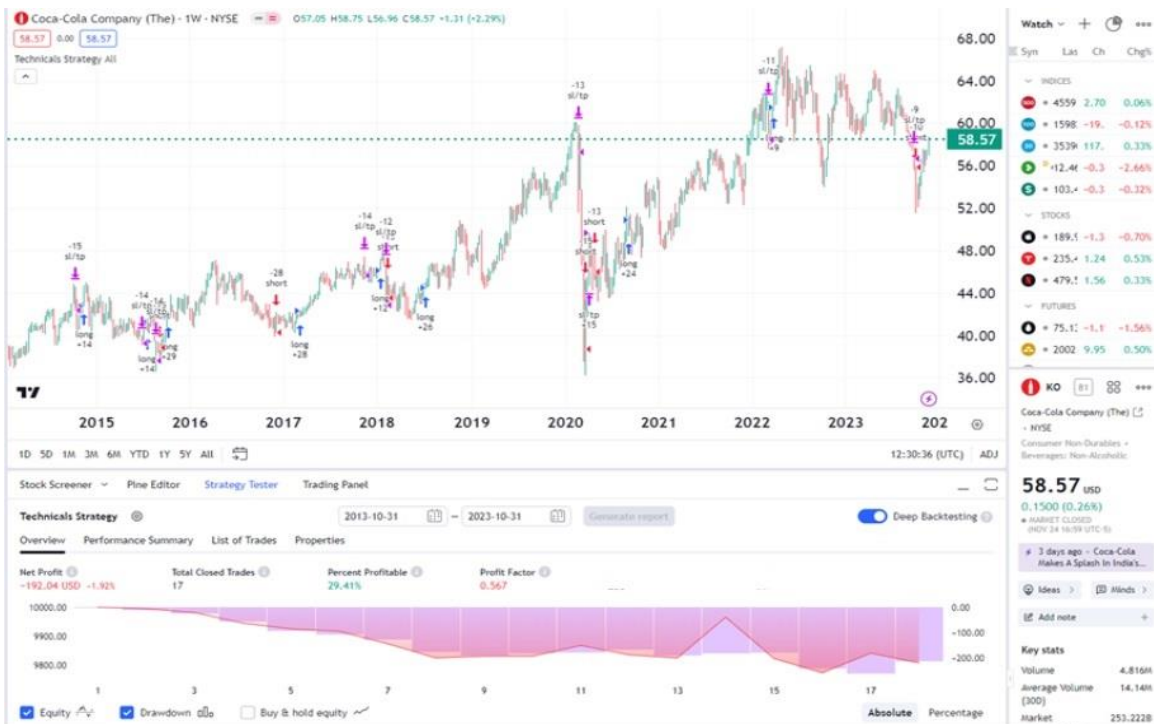 Coca-Cola Company (The) · 1W · NYSE O57.05 H58.75 L56.96 C58.57 +1.31 (+2.29%)
58.57 0.00 58.57
Technicals Strategy All
68.00
64.00
60.00
58.57
56.00
52.00
48.00
44.00
40.00
36.00
-15
sl/tp
long
+14
-14
sl/tp
long
+14
long
+29
-28
short
long
+28
-14
sl/tp
-12
sl/tp
short
long
+12
long
+26
-13
sl/tp
-13
short
15
short
sl/tp
+15
long
+24
-11
sl/tp
+9
-9
sl/tp
-10
2015 2016 2017 2018 2019 2020 2021 2022 2023 202
1D 5D 1M 3M 6M YTD 1Y 5Y All 12:30:36 (UTC) ADJ
Stock Screener Pine Editor Strategy Tester Trading Panel
Technicals Strategy 2013-10-31 – 2023-10-31 Generate report Deep Backtesting
Overview Performance Summary List of Trades Properties
Net Profit Total Closed Trades Percent Profitable Profit Factor
-192.04 USD -1.92% 17 29.41% 0.567
10000.00 0.00
9900.00 -100.00
9800.00 -200.00
1 3 5 7 9 11 13 15 17
Equity Drawdown Buy & hold equity Absolute Percentage
Watch
Syn Las Ch Chg%
INDICES
4559 2.70 0.06%
1598 -19. -0.12%
3539 117. 0.33%
12.46 -0.3 -2.66%
103. -0.3 -0.32%
STOCKS
189.9 -1.3 -0.70%
235.4 1.24 0.53%
479.5 1.56 0.33%
FUTURES
75.1 -1.1 -1.56%
2002 9.95 0.50%
KO
Coca-Cola Company (The)
• NYSE
Consumer Non-Durables •
Beverages: Non-Alcoholic
58.57 USD
0.1500 (0.26%)
MARKET CLOSED
(NOV 24 16:59 UTC-5)
3 days ago · Coca-Cola
Makes A Splash In India's...
Ideas > Minds >
Add note +
Key stats
Volume 4.816M
Average Volume 14.14M
(30D)
Market 253.222B